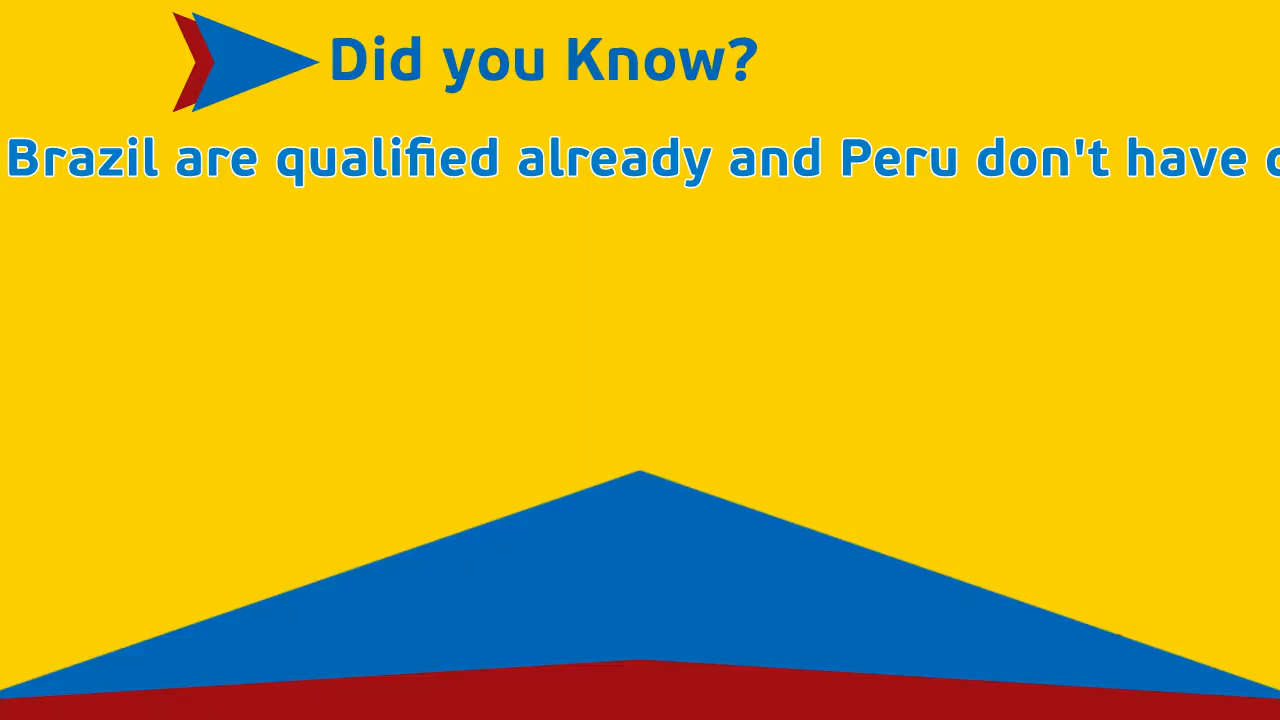 Did you Know?
Brazil are qualified already and Peru don't have